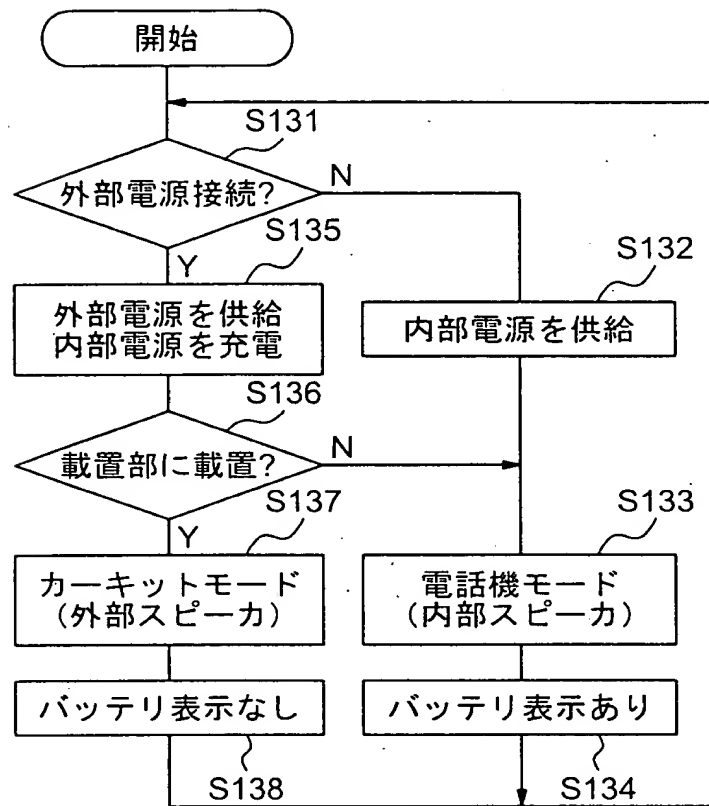 開始
S131
外部電源接続?
N
Y
S135
外部電源を供給
内部電源を充電
S132
内部電源を供給
S136
載置部に載置?
N
Y
S137
カーキットモード
(外部スピーカ)
S133
電話機モード
(内部スピーカ)
バッテリ表示なし
S138
バッテリ表示あり
S134